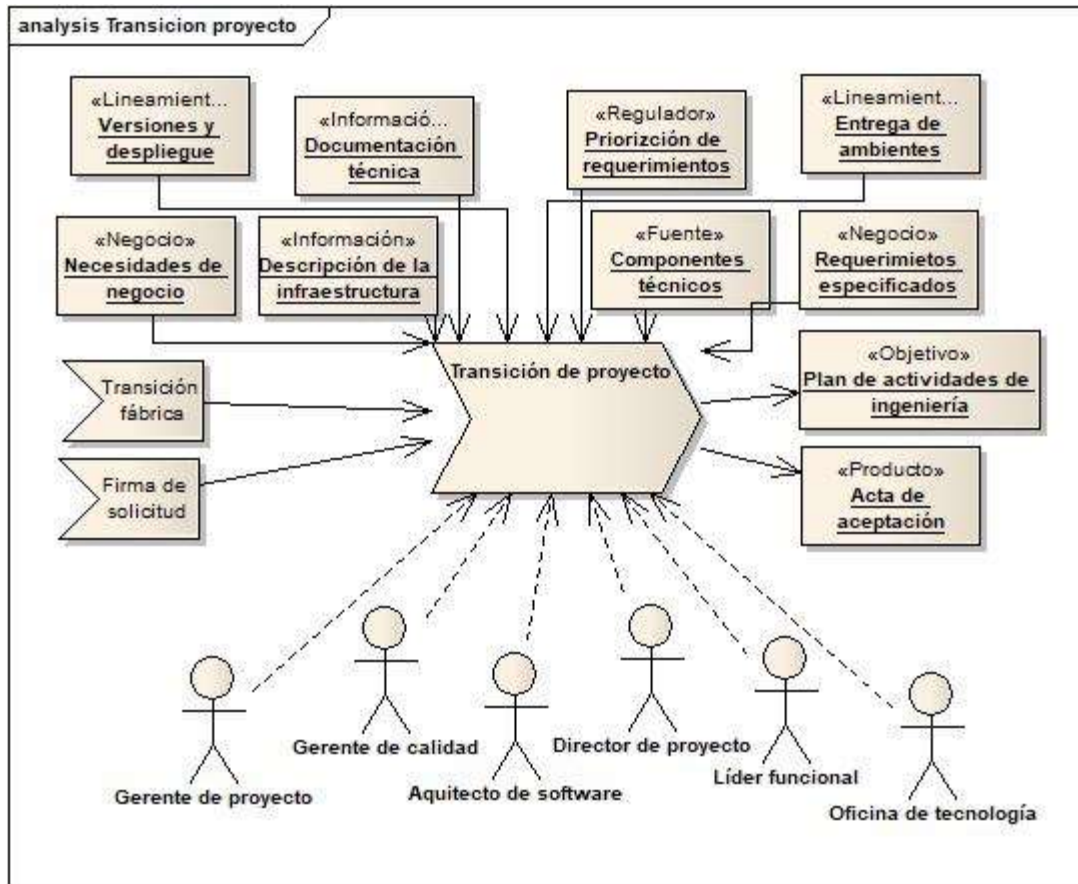 analysis Transicion proyecto
«Lineamient...
Versiones y
despliegue
«Informació...
Documentación
técnica
«Regulador»
Priorizción de
requerimientos
«Lineamient...
Entrega de
ambientes
«Negocio»
Necesidades de
negocio
«Información»
Descripción de la
infraestructura
«Fuente»
Componentes
técnicos
«Negocio»
Requerimietos
especificados
Transición
fábrica
Transición de proyecto
«Objetivo»
Plan de actividades de
ingeniería
Firma de
solicitud
«Producto»
Acta de
aceptación
Gerente de proyecto
Gerente de calidad
Aquitecto de software
Director de proyecto
Líder funcional
Oficina de tecnología